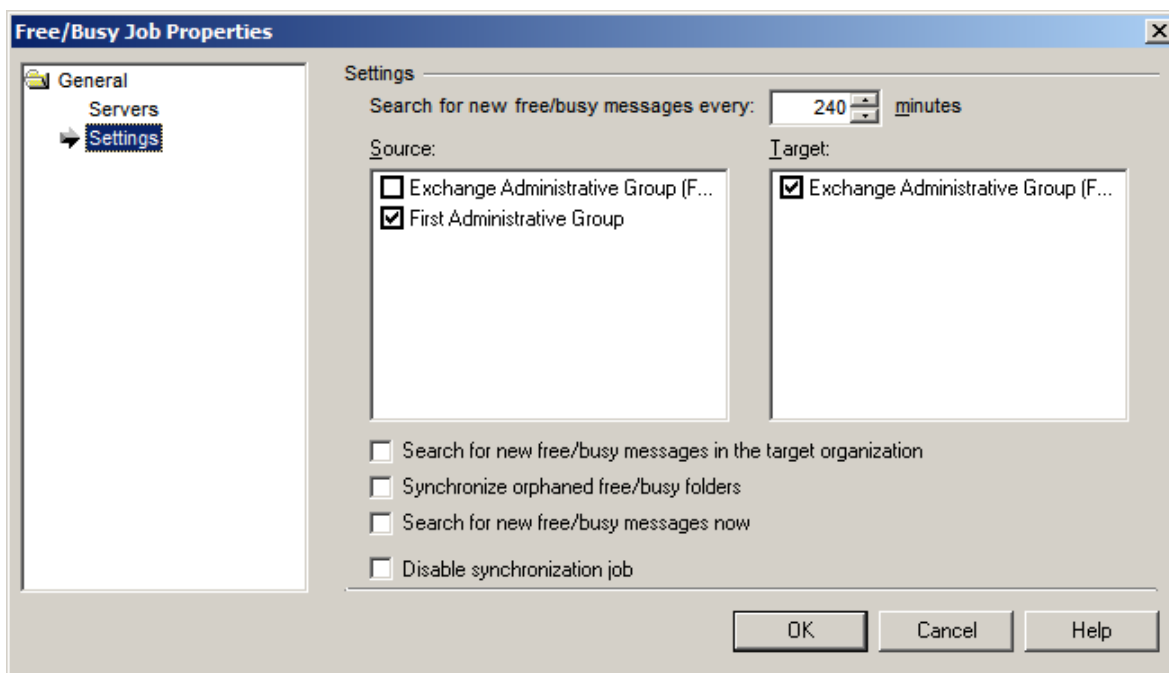 Free/Busy Job Properties
General
Servers
Settings
Settings
Search for new free/busy messages every: 240 minutes
Source:
Exchange Administrative Group (F...
First Administrative Group
Target:
Exchange Administrative Group (F...
Search for new free/busy messages in the target organization
Synchronize orphaned free/busy folders
Search for new free/busy messages now
Disable synchronization job
OK Cancel Help